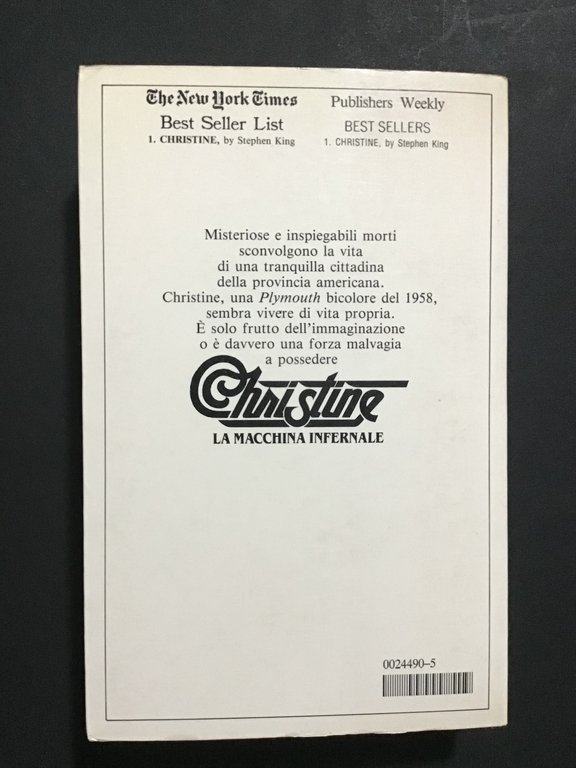 The New York Times
Best Seller List
1. CHRISTINE, by Stephen King
Publishers Weekly
BEST SELLERS
1. CHRISTINE, by Stephen King
Misteriose e inspiegabili morti
sconvolgono la vita
di una tranquilla cittadina
della provincia americana.
Christine, una Plymouth bicolore del 1958,
sembra vivere di vita propria.
È solo frutto dell'immaginazione
o è davvero una forza malvagia
a possedere
Christine
LA MACCHINA INFERNALE
0024490-5